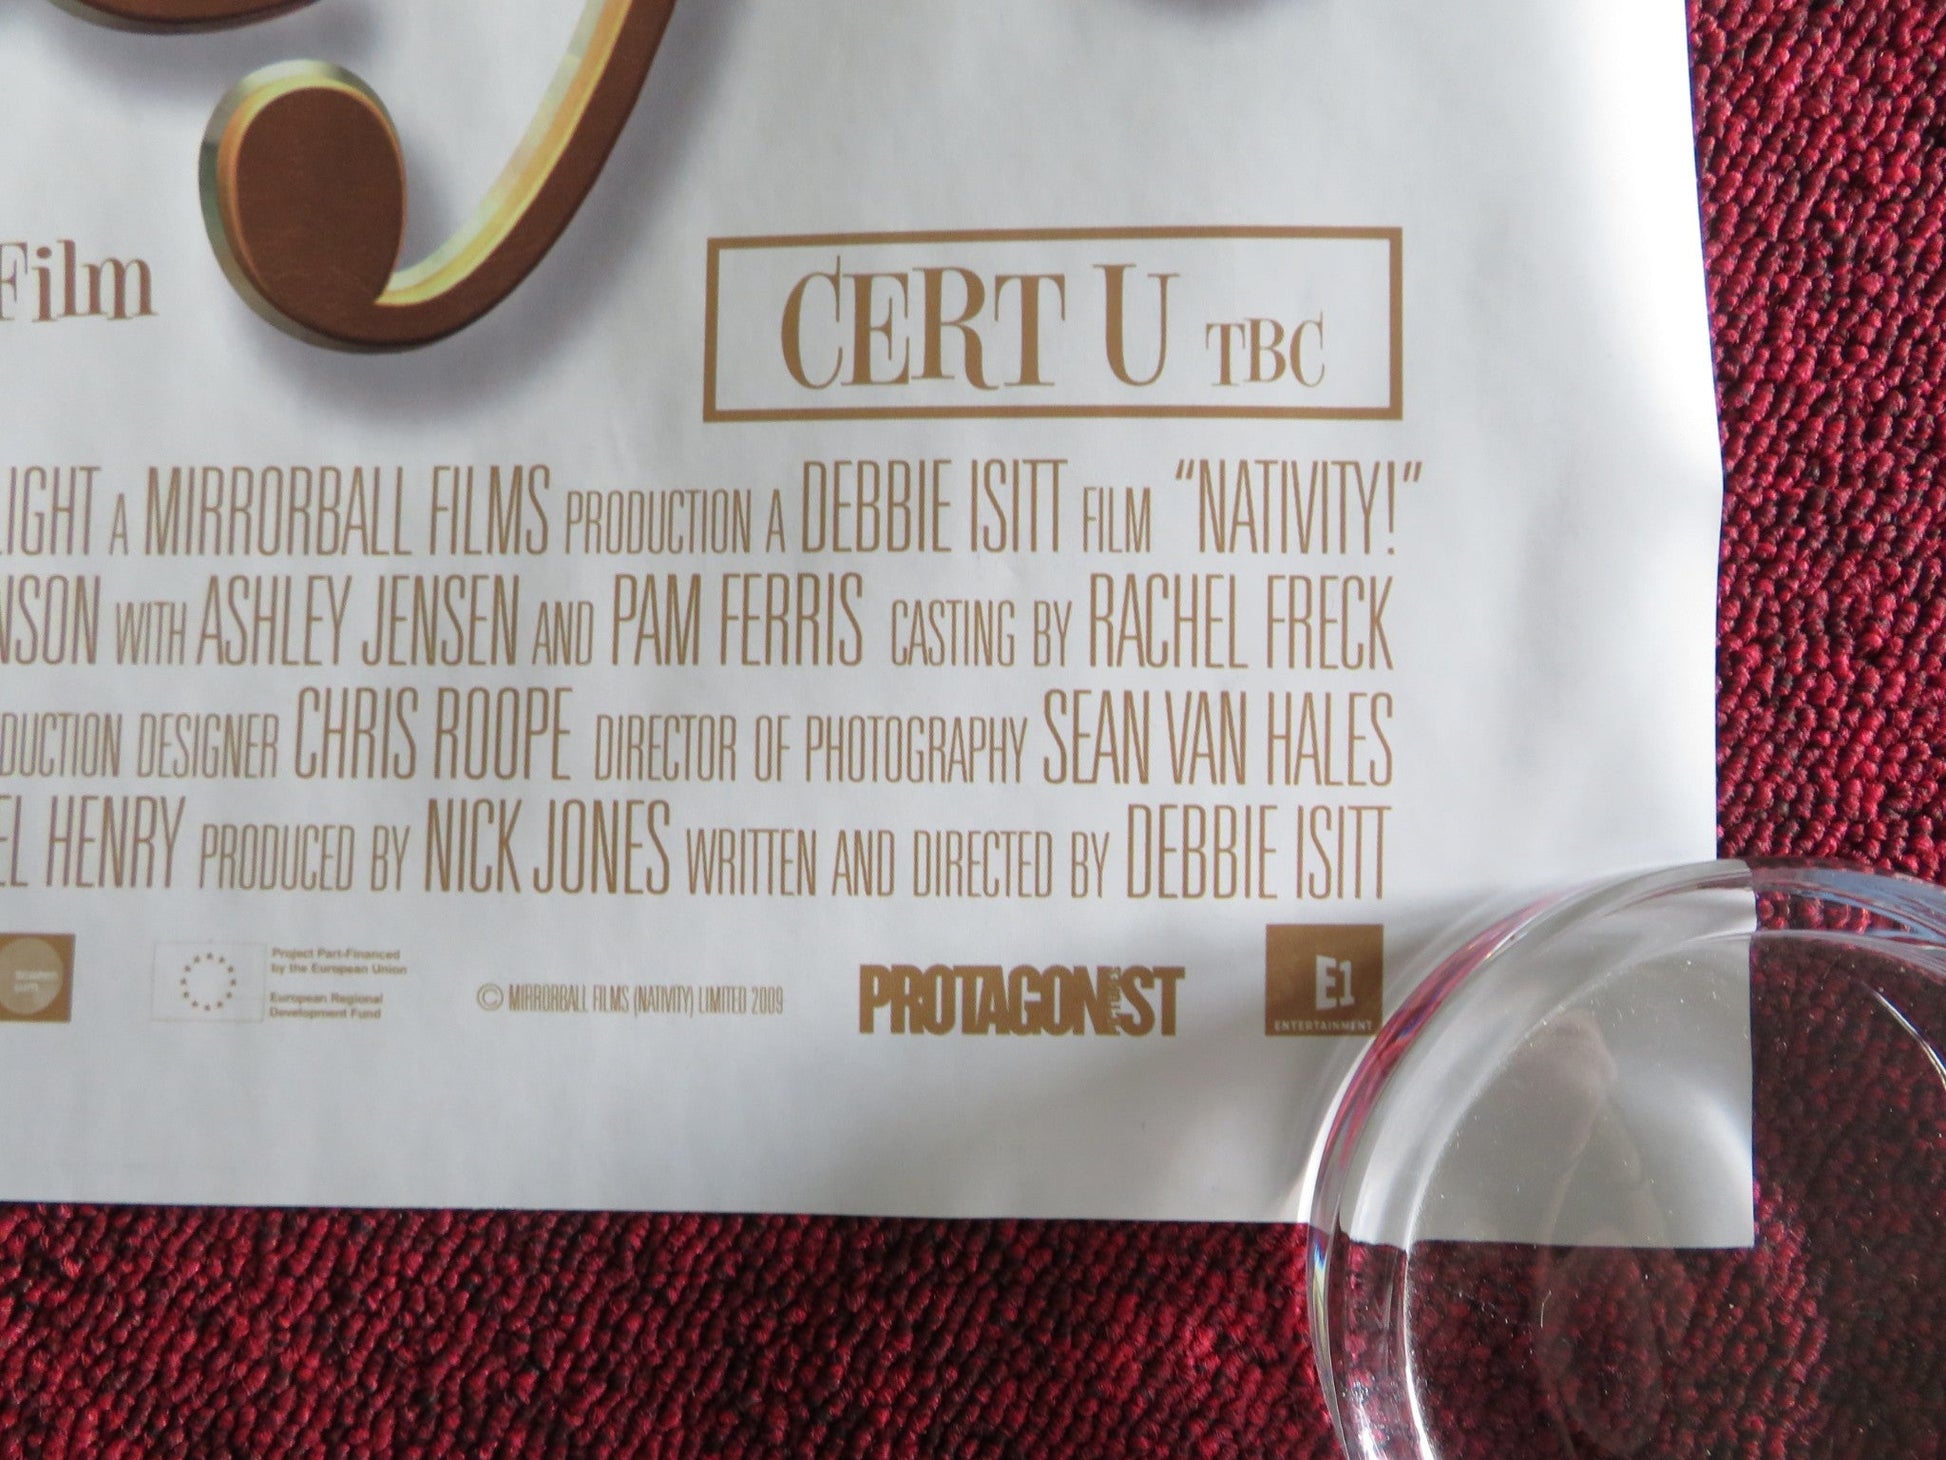 Film
CERT U TBC
LIGHT A MIRRORBALL FILMS PRODUCTION A DEBBIE ISITT FILM "NATIVITY!"
NSON WITH ASHLEY JENSEN AND PAM FERRIS CASTING BY RACHEL FRECK
DUCTION DESIGNER CHRIS ROOPE DIRECTOR OF PHOTOGRAPHY SEAN VAN HALES
EL HENRY PRODUCED BY NICK JONES WRITTEN AND DIRECTED BY DEBBIE ISITT
Project Part-Financed
by the European Union
European Regional
Development Fund
© MIRRORBALL FILMS (NATIVITY) LIMITED 2009
PROTAGONIST
E1
ENTERTAINMENT